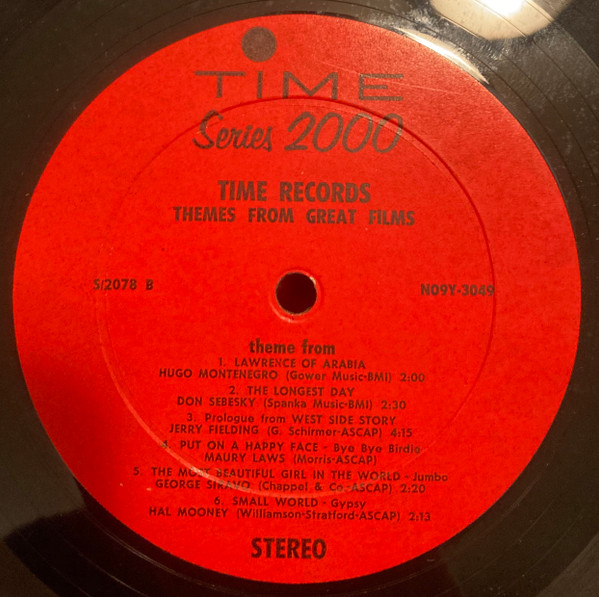 TIME
Series 2000
TIME RECORDS
THEMES FROM GREAT FILMS
S/2078 B
NO9Y-3049
theme from
1. LAWRENCE OF ARABIA
HUGO MONTENEGRO (Gower Music-BMI) 2:00
2. THE LONGEST DAY
DON SEBESKY (Spanka Music-BMI) 2:30
3. Prologue from WEST SIDE STORY
JERRY FIELDING (G. Schirmer-ASCAP) 4:15
4. PUT ON A HAPPY FACE - Bye Bye Birdie
MAURY LAWS (Morris-ASCAP)
5. THE MOST BEAUTIFUL GIRL IN THE WORLD - Jumbo
GEORGE SIRAVO (Chappel & Co.-ASCAP) 2:20
6. SMALL WORLD - Gypsy
HAL MOONEY (Williamson-Stratford-ASCAP) 2:13
STEREO